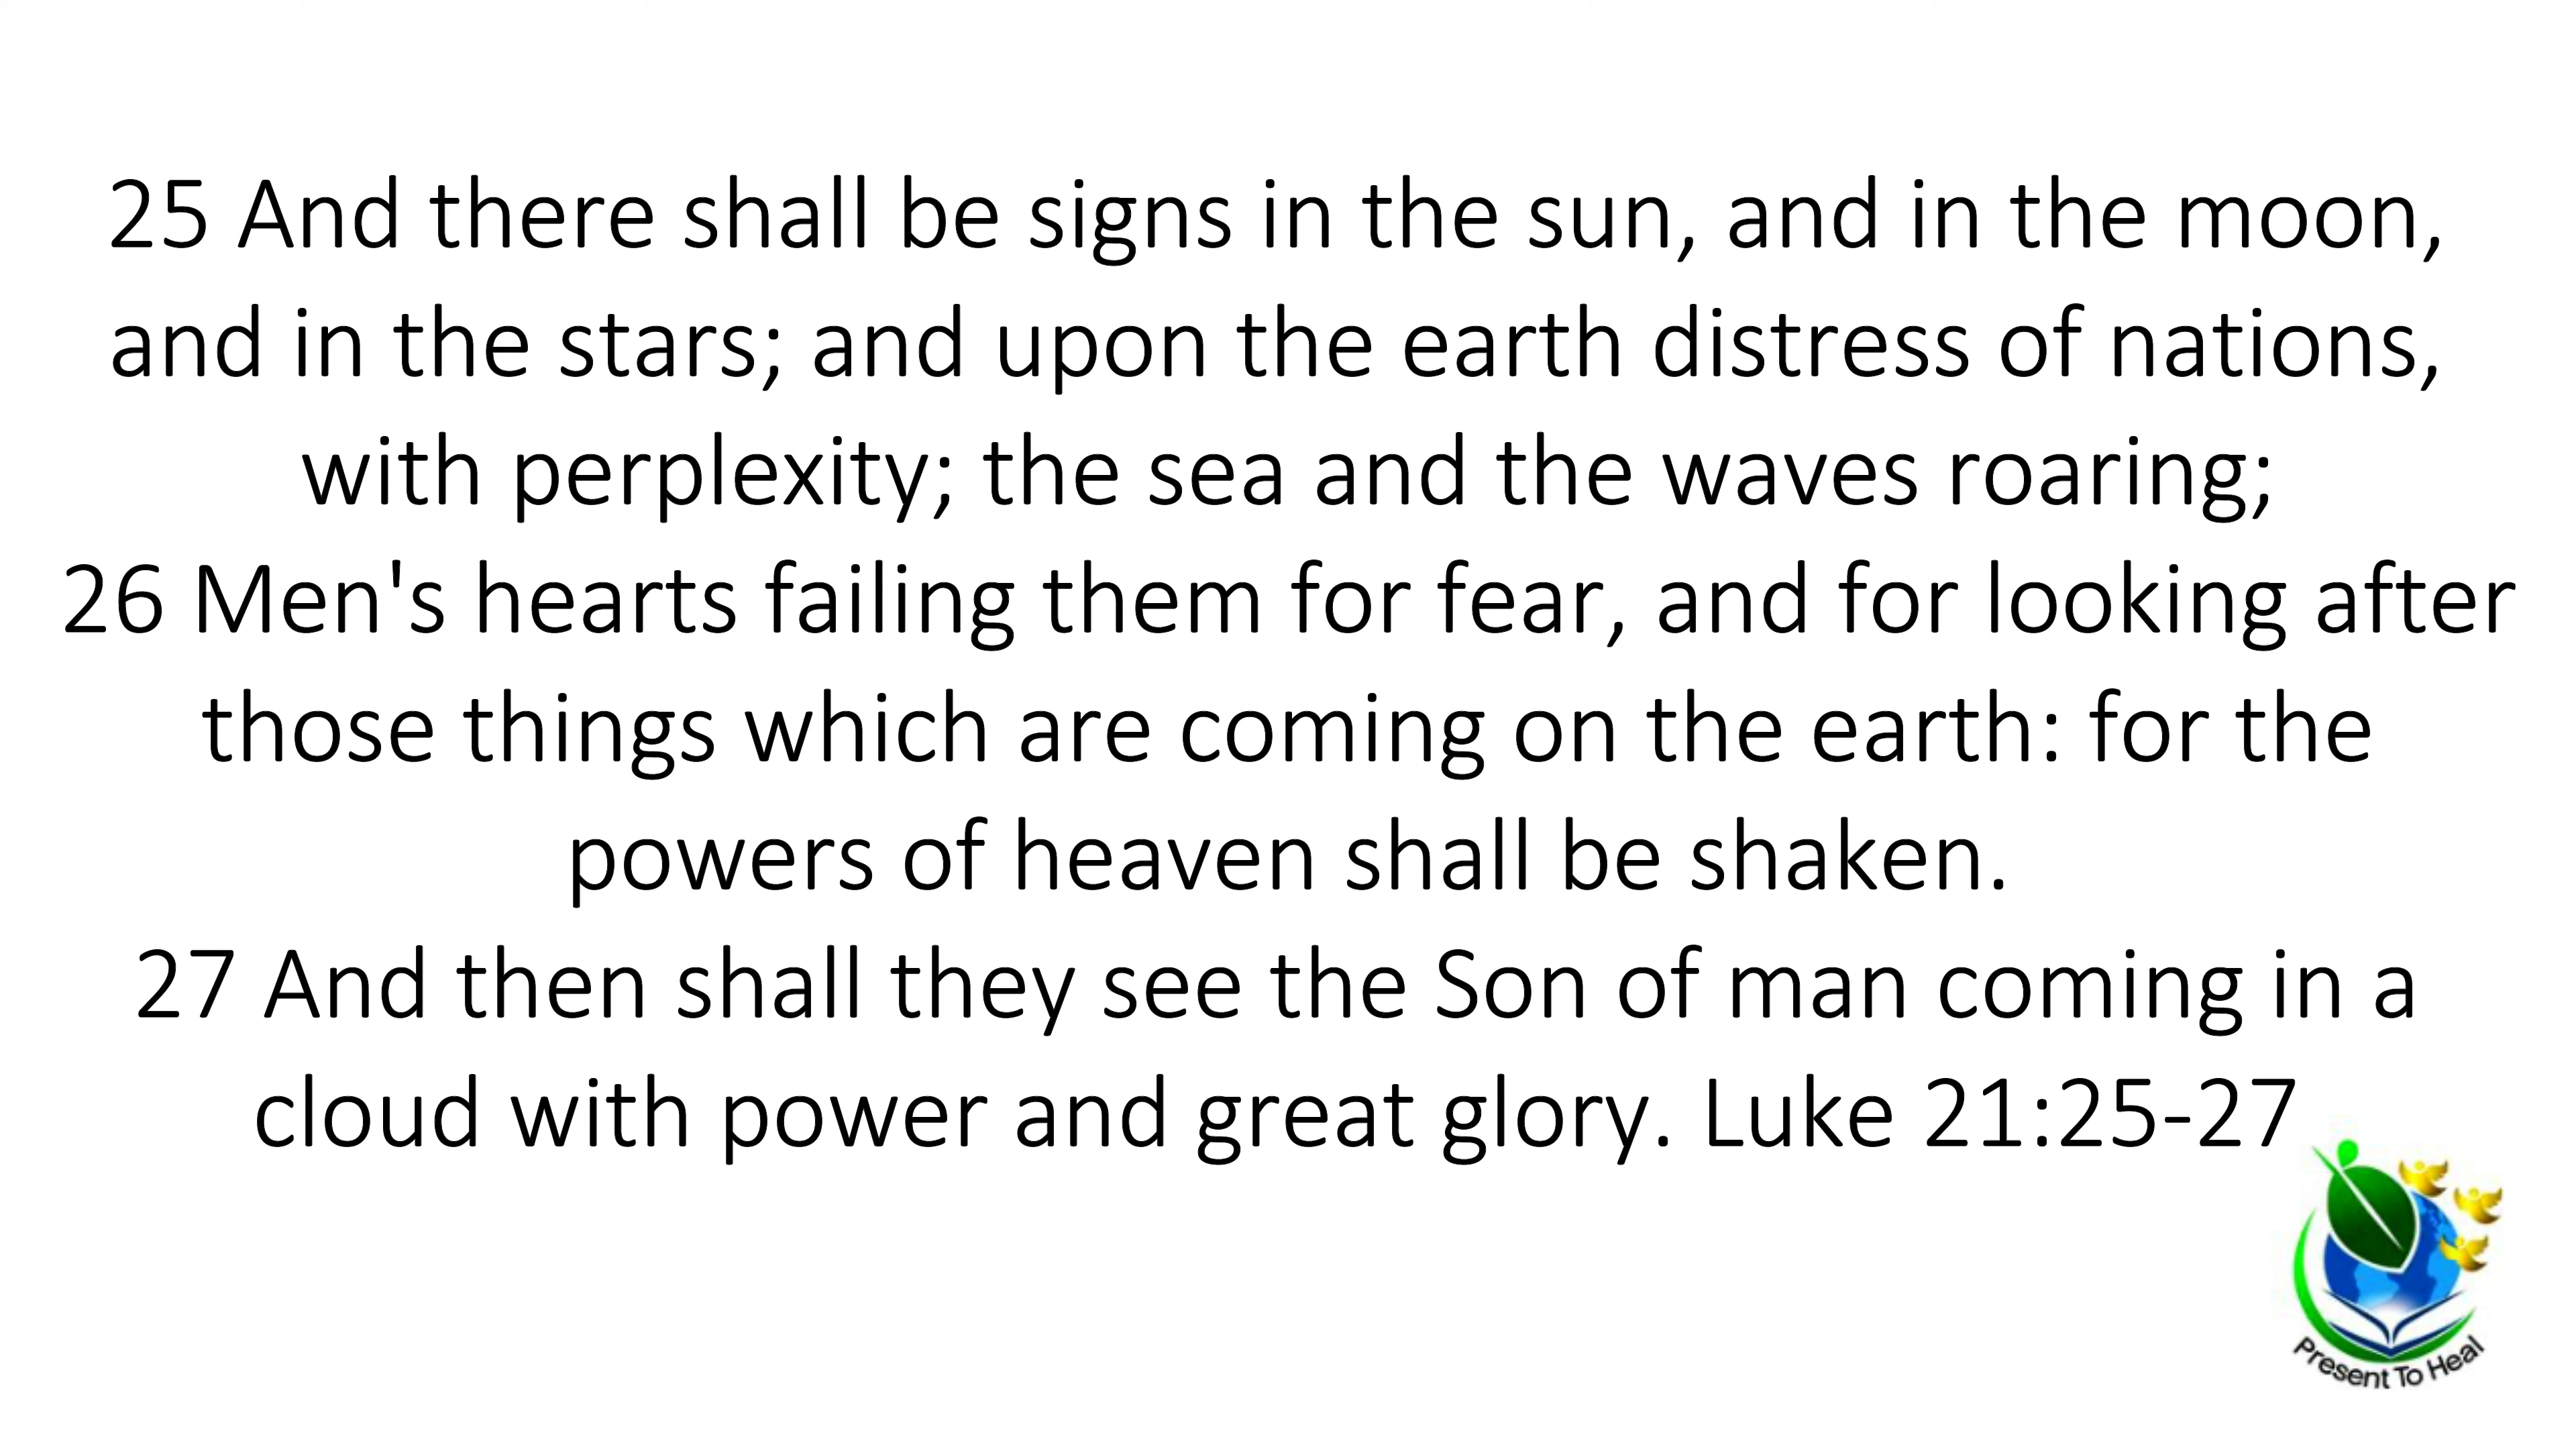 25 And there shall be signs in the sun, and in the moon,
and in the stars; and upon the earth distress of nations,
with perplexity; the sea and the waves roaring;
26 Men's hearts failing them for fear, and for looking after
those things which are coming on the earth: for the
powers of heaven shall be shaken.
27 And then shall they see the Son of man coming in a
cloud with power and great glory. Luke 21:25-27
Present To Heal